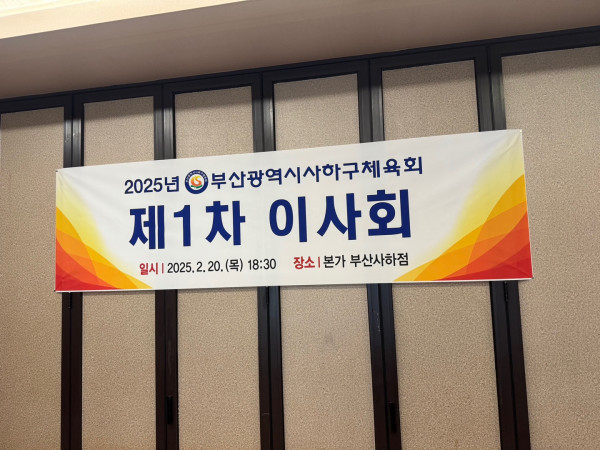 2025년 부산광역시사하구체육회
제1차 이사회
일시 | 2025. 2. 20. (목) 18:30 장소 | 본가 부산사하점